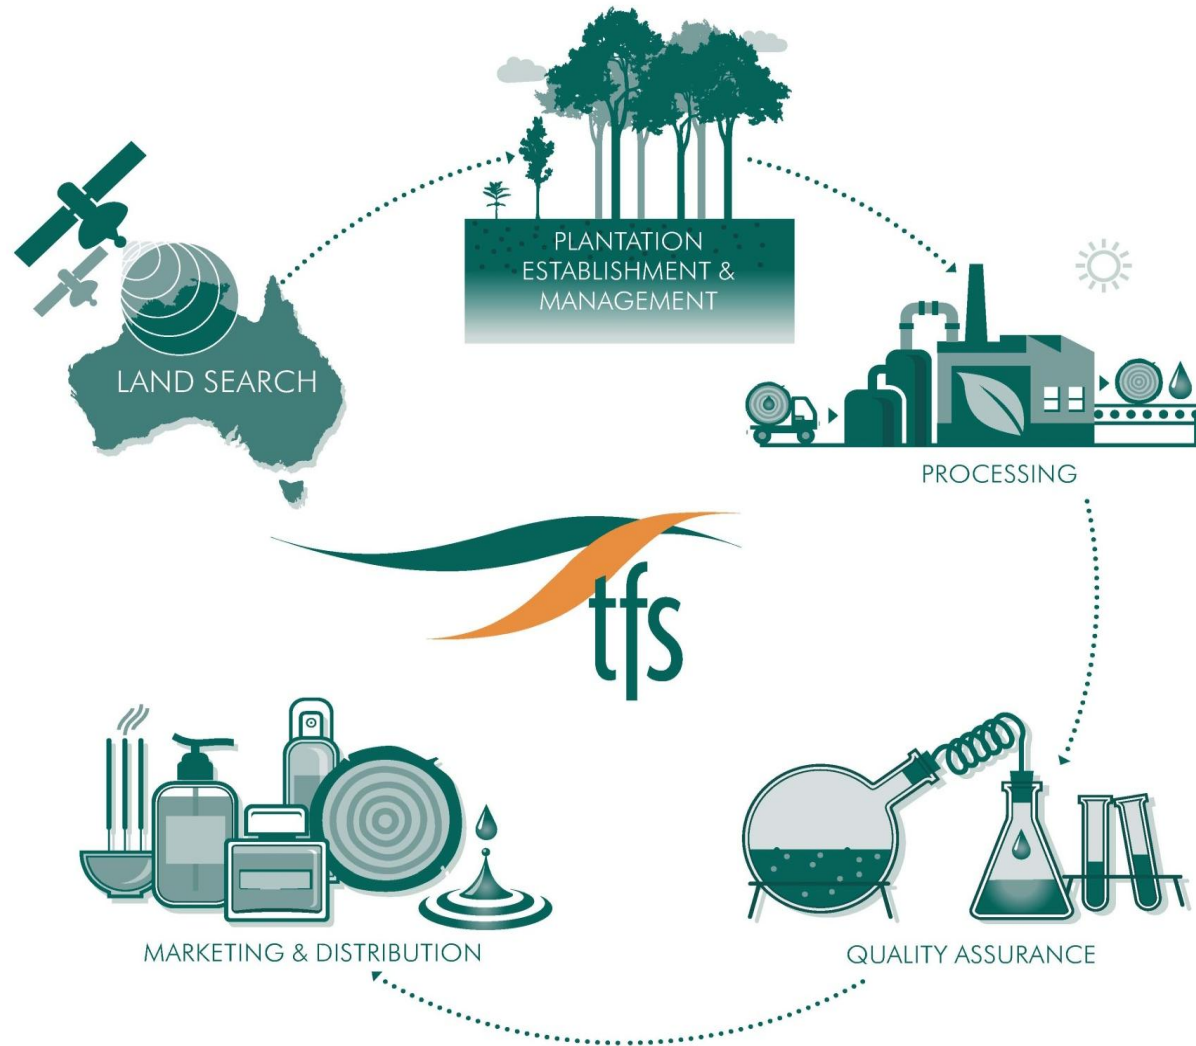 PLANTATION
ESTABLISHMENT &
MANAGEMENT
LAND SEARCH
PROCESSING
tfs
MARKETING & DISTRIBUTION
QUALITY ASSURANCE